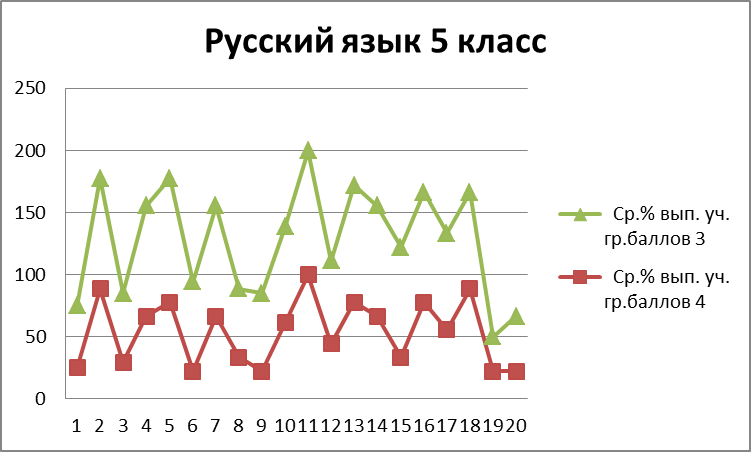 Русский язык 5 класс
250
200
150
100
50
0
1 2 3 4 5 6 7 8 9 10 11 12 13 14 15 16 17 18 19 20
Ср.% вып. уч.
гр.баллов 3
Ср.% вып. уч.
гр.баллов 4